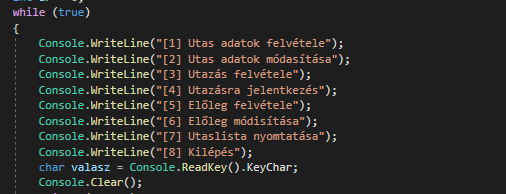 while (true)
{
Console.WriteLine("[1] Utas adatok felvétele");
Console.WriteLine("[2] Utas adatok módasítása");
Console.WriteLine("[3] Utazás felvétele");
Console.WriteLine("[4] Utazásra jelentkezés");
Console.WriteLine("[5] Előleg felvétele");
Console.WriteLine("[6] Előleg módisítása");
Console.WriteLine("[7] Utaslista nyomtatása");
Console.WriteLine("[8] Kilépés");
char valasz = Console.ReadKey().KeyChar;
Console.Clear();